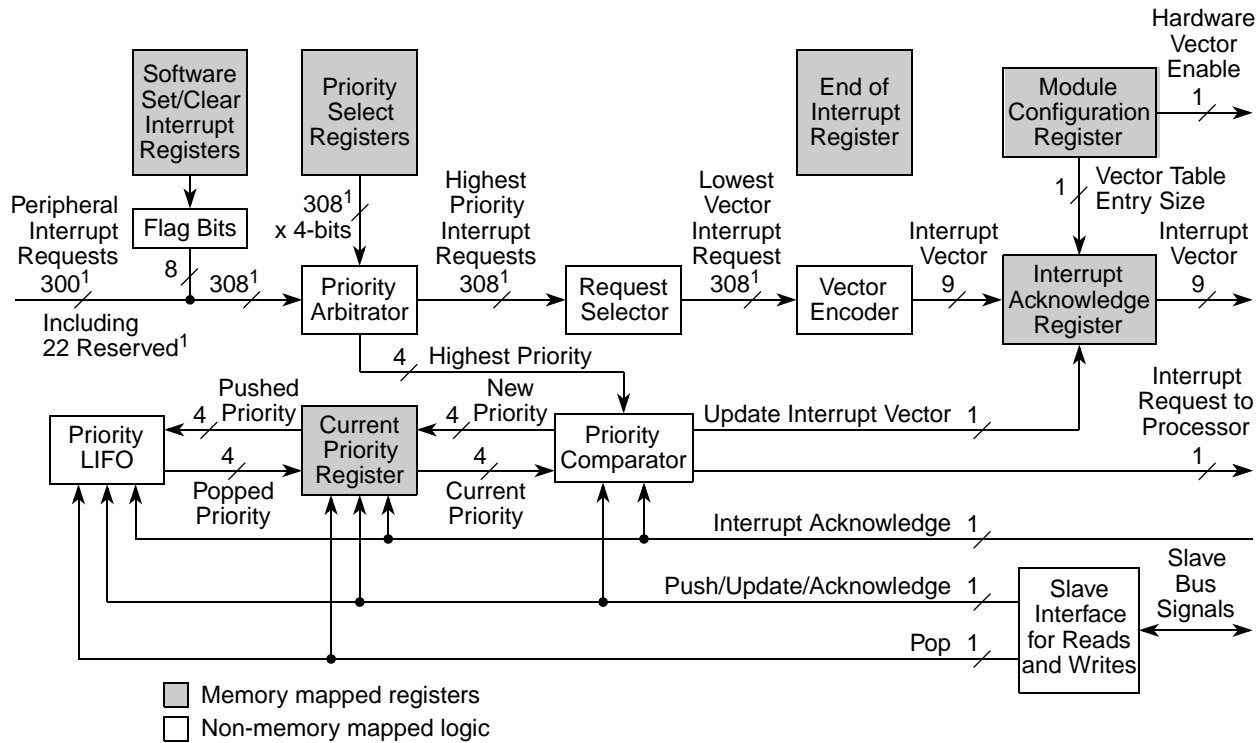 Software
Set/Clear
Interrupt
Registers
Priority
Select
Registers
End of
Interrupt
Register
Module
Configuration
Register
Hardware
Vector
Enable
1
Peripheral
Interrupt
Requests
300¹
Including
22 Reserved¹
Flag Bits
8
308¹
308¹
x 4-bits
Priority
Arbitrator
Highest
Priority
Interrupt
Requests
308¹
Request
Selector
Lowest
Vector
Interrupt
Request
308¹
Vector
Encoder
Interrupt
Vector
9
1
Vector Table
Entry Size
Interrupt
Acknowledge
Register
Interrupt
Vector
9
4
Highest Priority
Pushed
Priority
4
New
Priority
4
Priority
LIFO
Current
Priority
Register
Priority
Comparator
4
Popped
Priority
4
Current
Priority
Update Interrupt Vector
1
Interrupt
Request to
Processor
1
Interrupt Acknowledge
1
Push/Update/Acknowledge
1
Pop
1
Slave
Interface
for Reads
and Writes
Slave
Bus
Signals
Memory mapped registers
Non-memory mapped logic